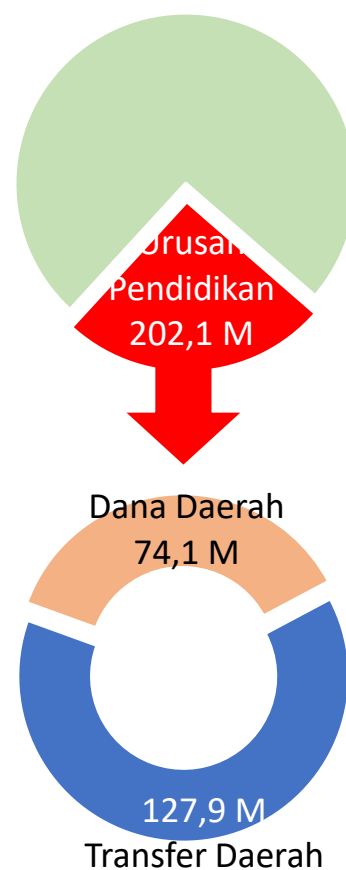 Urusan
Pendidikan
202,1 M
Dana Daerah
74,1 M
127,9 M
Transfer Daerah